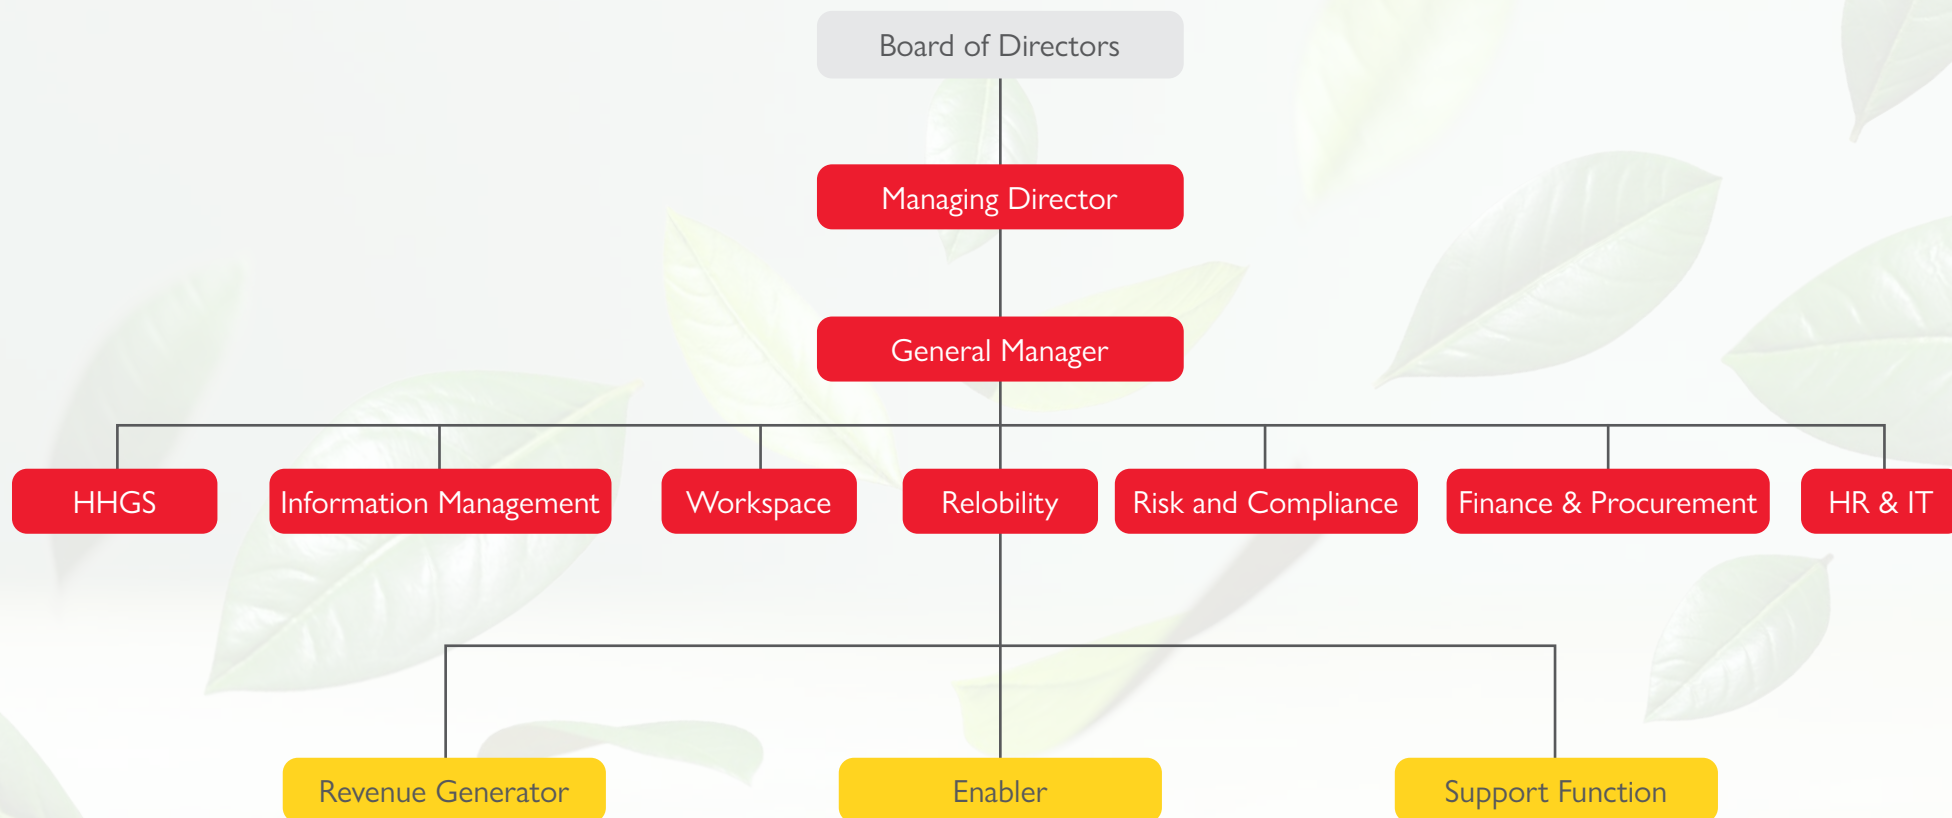 Board of Directors
Managing Director
General Manager
HHGS
Information Management
Workspace
Relobility
Risk and Compliance
Finance & Procurement
HR & IT
Revenue Generator
Enabler
Support Function